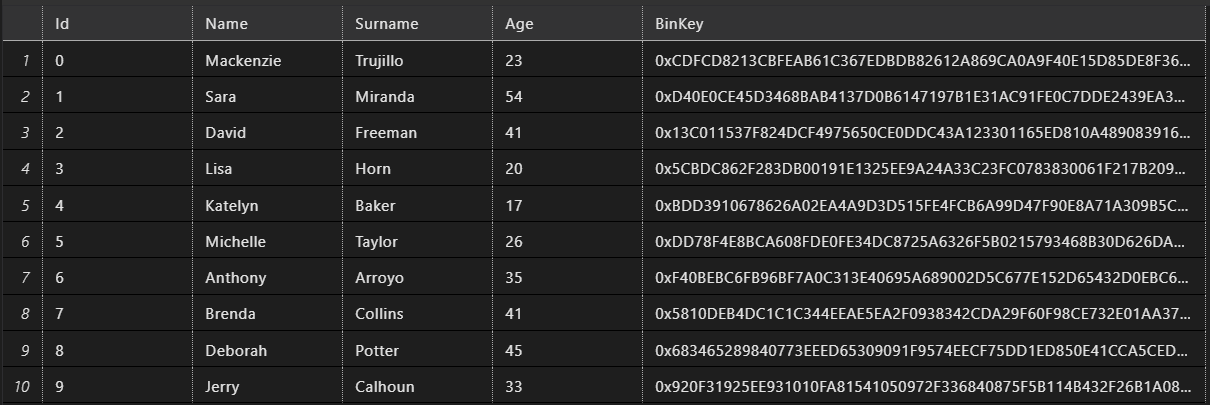 Id Name Surname Age BinKey
1 0 Mackenzie Trujillo 23 0xCDFCD8213CBFEAB61C367EDBDB82612A869CA0A9F40E15D85DE8F36...
2 1 Sara Miranda 54 0xD40E0CE45D3468BAB4137D0B6147197B1E31AC91FE0C7DDE2439EA3...
3 2 David Freeman 41 0x13C011537F824DCF4975650CE0DDC43A123301165ED810A489083916...
4 3 Lisa Horn 20 0x5CBDC862F283DB00191E1325EE9A24A33C23FC0783830061F217B209...
5 4 Katelyn Baker 17 0xBDD3910678626A02EA4A9D3D515FE4FCB6A99D47F90E8A71A309B5C...
6 5 Michelle Taylor 26 0xDD78F4E8BCA608FDE0FE34DC8725A6326F5B0215793468B30D626DA...
7 6 Anthony Arroyo 35 0xF40BEBC6FB96BF7A0C313E40695A689002D5C677E152D65432D0EBC6...
8 7 Brenda Collins 41 0x5810DEB4DC1C1C344EEAE5EA2F0938342CDA29F60F98CE732E01AA37...
9 8 Deborah Potter 45 0x683465289840773EEED65309091F9574EECF75DD1ED850E41CCA5CED...
10 9 Jerry Calhoun 33 0x920F31925EE931010FA81541050972F336840875F5B114B432F26B1A08...